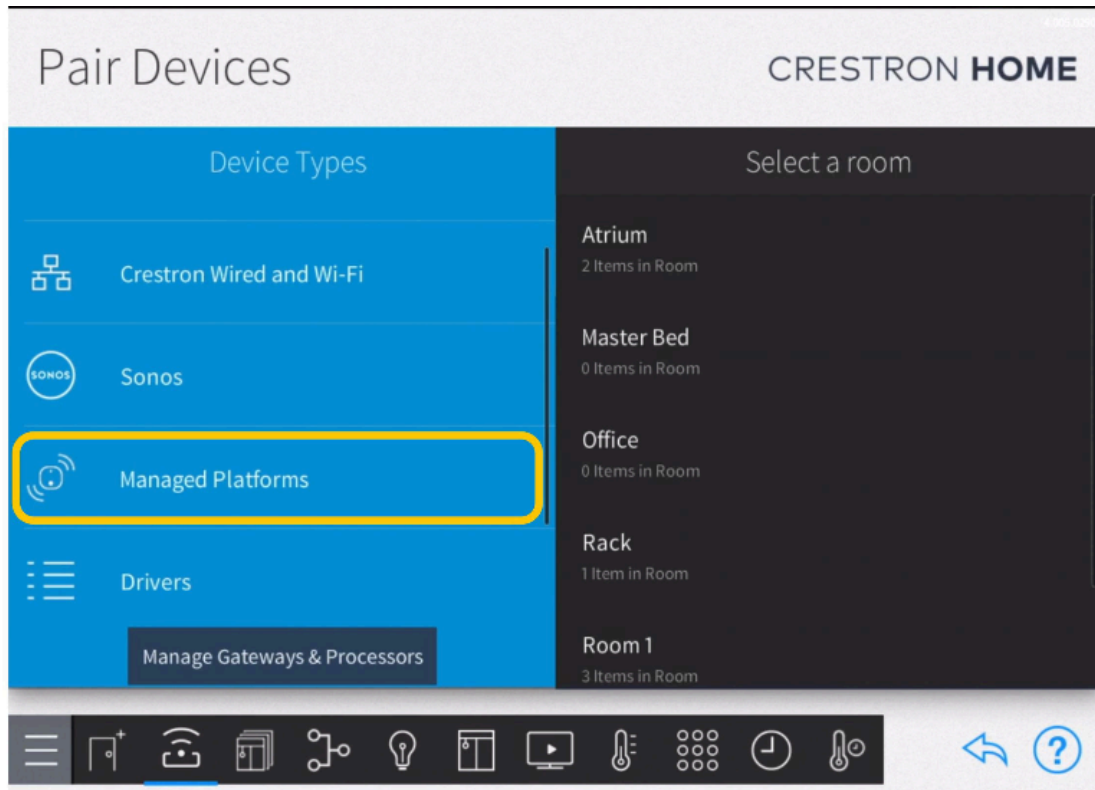 Pair Devices
CRESTRON HOME
Device Types
Crestron Wired and Wi-Fi
SONOS
Sonos
Managed Platforms
Drivers
Manage Gateways & Processors
Select a room
Atrium
2 Items in Room
Master Bed
0 Items in Room
Office
0 Items in Room
Rack
1 Item in Room
Room 1
3 Items in Room
?